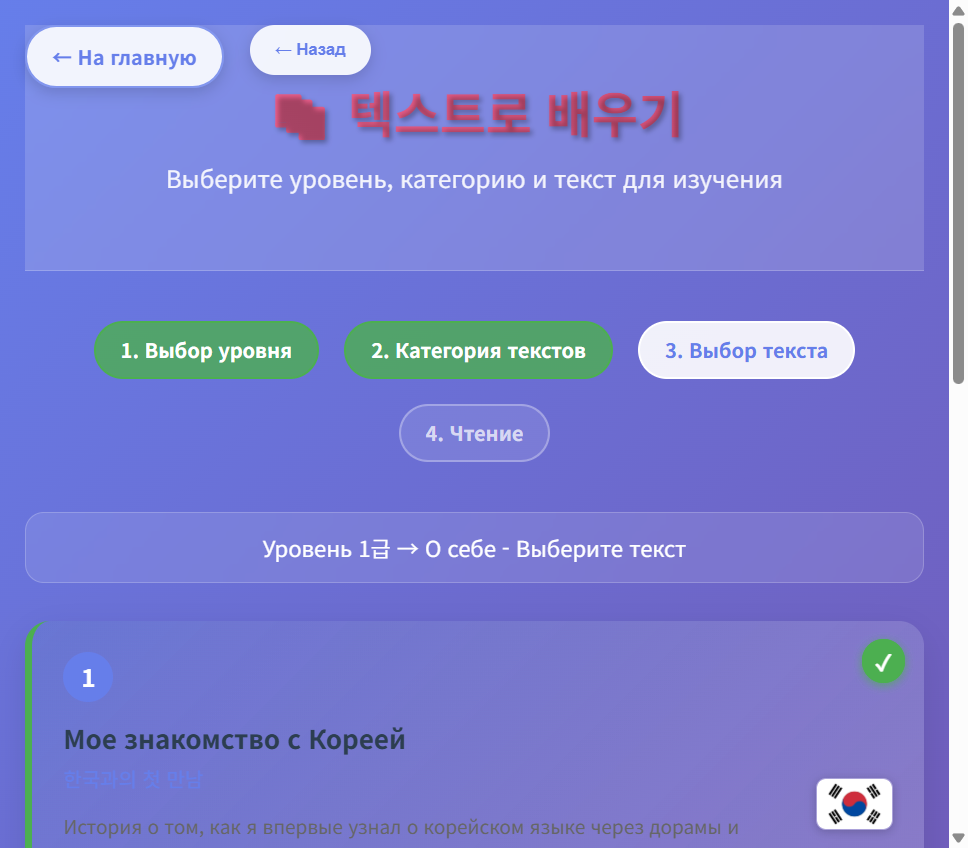 ← На главную
← Назад
텍스트로 배우기
Выберите уровень, категорию и текст для изучения
1. Выбор уровня
2. Категория текстов
3. Выбор текста
4. Чтение
Уровень 1급 → О себе - Выберите текст
1
Мое знакомство с Кореей
한국과의 첫 만남
История о том, как я впервые узнал о корейском языке через дорамы и